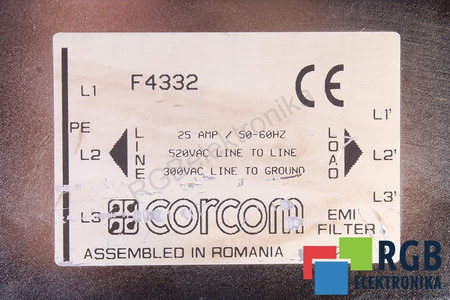 F4332 CE
L1 L1'
PE
L2 LINE 25 AMP / 50-60HZ LOAD L2'
520VAC LINE TO LINE
300VAC LINE TO GROUND
L3 corcom EMI L3'
FILTER
ASSEMBLED IN ROMANIA
RGBElektronika
RGB
ELEKTRONIKA